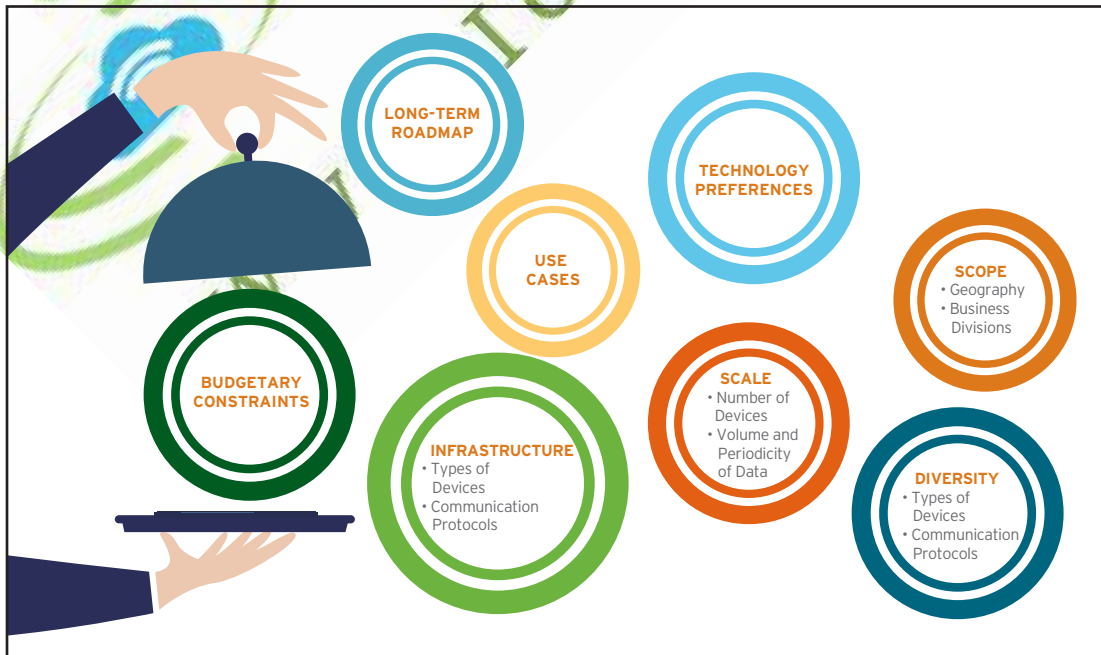 LONG-TERM
ROADMAP
TECHNOLOGY
PREFERENCES
USE
CASES
SCOPE
• Geography
• Business
Divisions
BUDGETARY
CONSTRAINTS
INFRASTRUCTURE
• Types of
Devices
• Communication
Protocols
SCALE
• Number of
Devices
• Volume and
Periodicity
of Data
DIVERSITY
• Types of
Devices
• Communication
Protocols